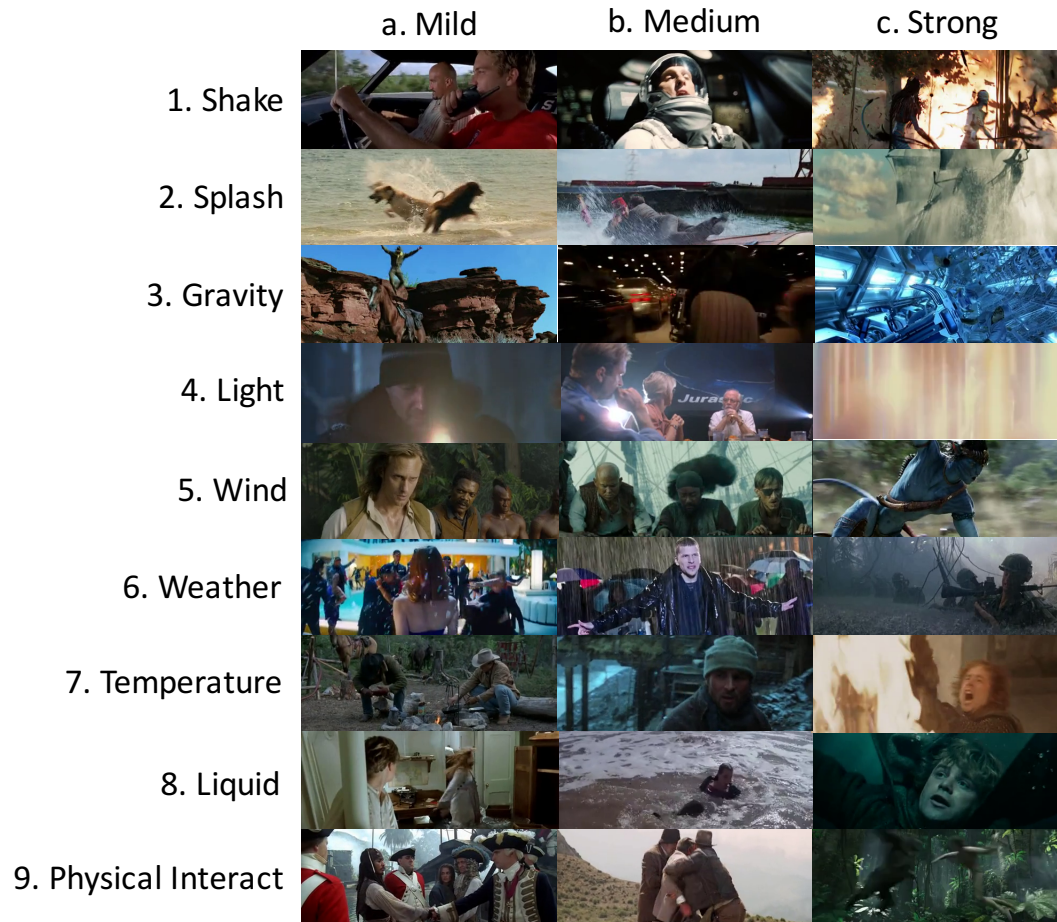 a. Mild
b. Medium
c. Strong
1. Shake
2. Splash
3. Gravity
4. Light
Jurassic
5. Wind
6. Weather
7. Temperature
8. Liquid
9. Physical Interact